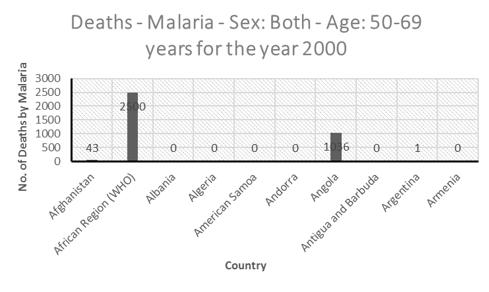 Deaths - Malaria - Sex: Both - Age: 50-69
years for the year 2000
No. of Deaths by Malaria
3000
2500
2000
1500
1000
500
0
43
2500
0
0
0
0
1036
0
1
0
Afghanistan
African Region (WHO)
Albania
Algeria
American Samoa
Andorra
Angola
Antigua and Barbuda
Argentina
Armenia
Country